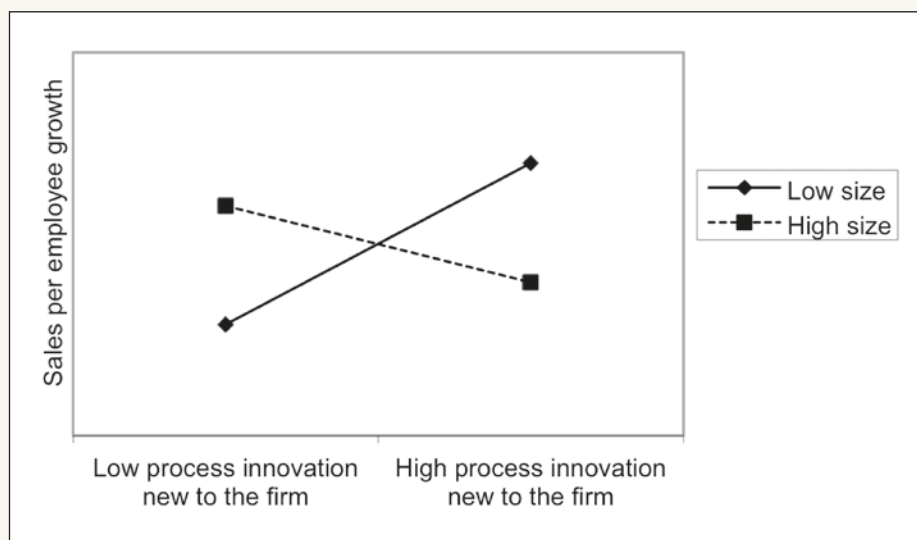 Sales per employee growth
Low size
High size
Low process innovation
new to the firm
High process innovation
new to the firm